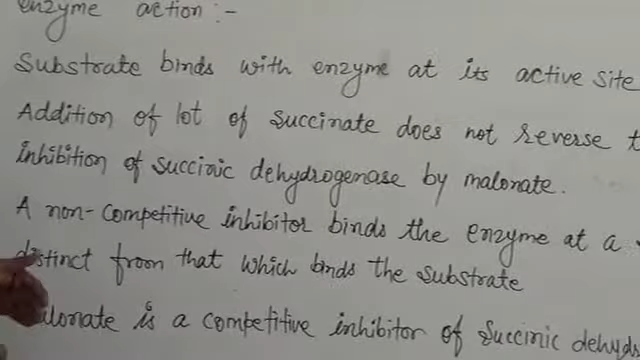 enzyme action :-
Substrate binds with enzyme at its active site
Addition of lot of succinate does not reverse
inhibition of succinic dehydrogenase by malonate.
A non-competitive inhibitor binds the enzyme at a
distinct from that which binds the substrate
Malonate is a competitive inhibitor of succinic